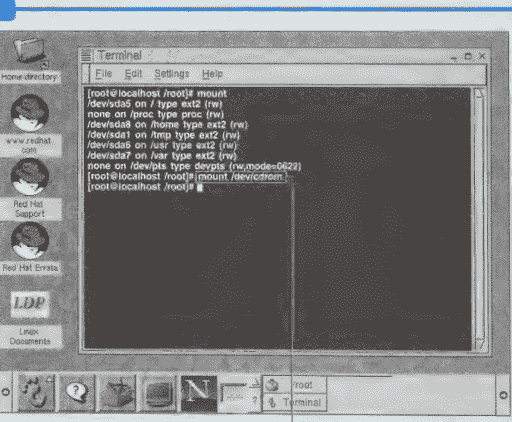 Terminal
File Edit Settings Help
[root@localhost /root]# mount
/dev/sda5 on / type ext2 (rw)
none on /proc type proc (rw)
/dev/sda8 on /home type ext2 (rw)
/dev/sda1 on /tmp type ext2 (rw)
/dev/sda6 on /usr type ext2 (rw)
/dev/sda7 on /var type ext2 (rw)
none on /dev/pts type devpts (rw,mode=0622)
[root@localhost /root]# mount /dev/cdrom
[root@localhost /root]#
Home directory
www.redhat.
com
Red Hat
Support
Red Hat Errata
LDP
Linux
Documents
?
N
?
/root
Terminal